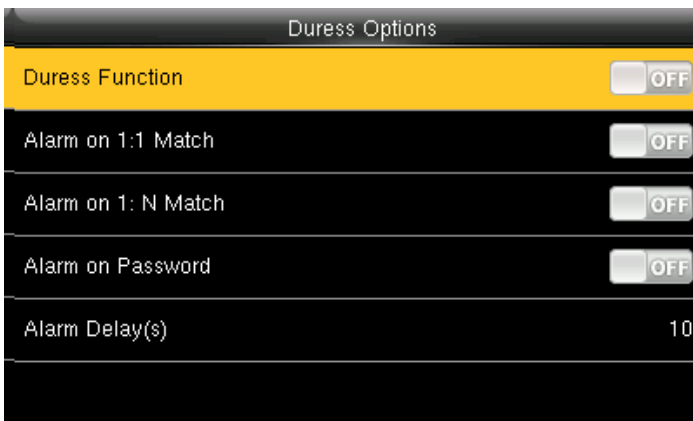 Duress Options
Duress Function OFF
Alarm on 1:1 Match OFF
Alarm on 1: N Match OFF
Alarm on Password OFF
Alarm Delay(s) 10